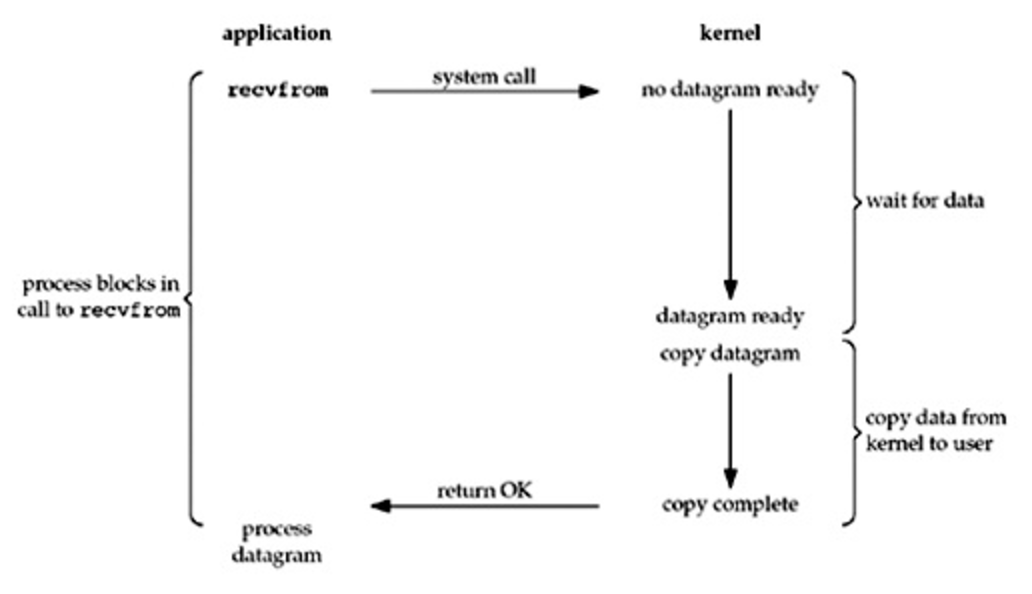 application
kernel
recvfrom
system call
no datagram ready
wait for data
process blocks in
call to recvfrom
datagram ready
copy datagram
copy data from
kernel to user
return OK
copy complete
process
datagram